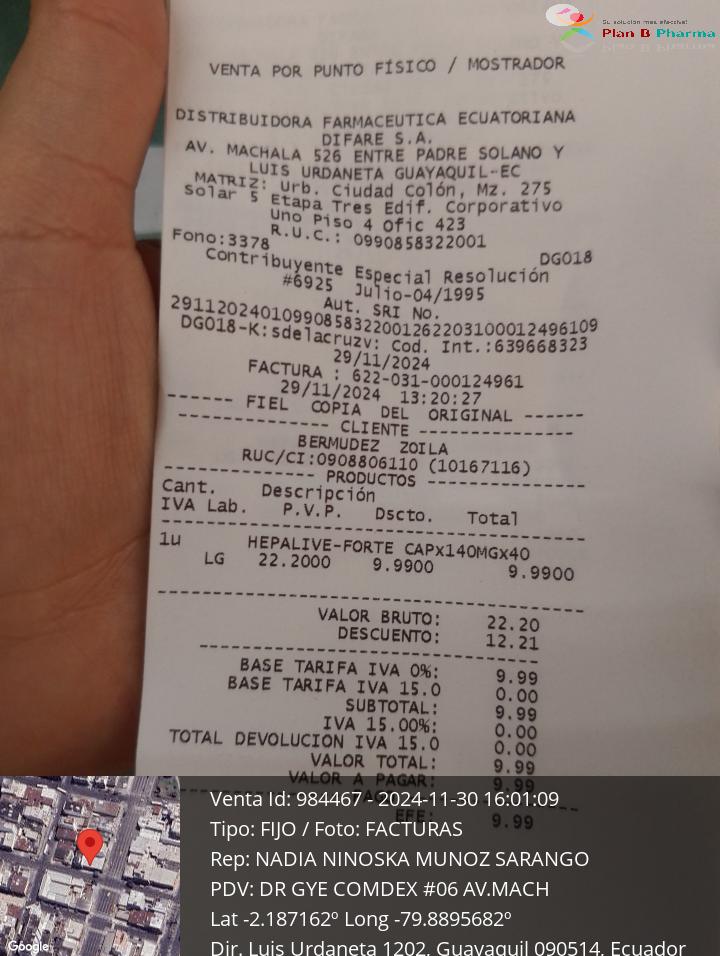 Su solución más efectiva!
Plan B Pharma
VENTA POR PUNTO FÍSICO / MOSTRADOR
DISTRIBUIDORA FARMACEUTICA ECUATORIANA
DIFARE S.A.
AV. MACHALA 526 ENTRE PADRE SOLANO Y
LUIS URDANETA GUAYAQUIL-EC
MATRIZ: Urb. Ciudad Colón, Mz. 275
Solar 5 Etapa Tres Edif. Corporativo
Uno Piso 4 Ofic 423
R.U.C.: 0990858322001
Fono:3378 DG018
Contribuyente Especial Resolución
#6925 Julio-04/1995
Aut. SRI No.
29112024010990858322001262203100012496109
DG018-K:sdelacruzv: Cod. Int.:639668323
29/11/2024
FACTURA : 622-031-000124961
29/11/2024 13:20:27
------ FIEL COPIA DEL ORIGINAL ------
--------------- CLIENTE ---------------
BERMUDEZ ZOILA
RUC/CI:0908806110 (10167116)
--------------- PRODUCTOS ---------------
Cant. Descripción
IVA Lab. P.V.P. Dscto. Total
1u HEPALIVE-FORTE CAPX140MGX40
LG 22.2000 9.9900 9.9900
VALOR BRUTO: 22.20
DESCUENTO: 12.21
BASE TARIFA IVA 0%: 9.99
BASE TARIFA IVA 15.0 0.00
SUBTOTAL: 9.99
IVA 15.00%: 0.00
TOTAL DEVOLUCION IVA 15.0 0.00
VALOR TOTAL: 9.99
VALOR A PAGAR: 9.99
EFE: 9.99
Venta Id: 984467 - 2024-11-30 16:01:09
Tipo: FIJO / Foto: FACTURAS
Rep: NADIA NINOSKA MUNOZ SARANGO
PDV: DR GYE COMDEX #06 AV.MACH
Lat -2.187162º Long -79.8895682º
Dir. Luis Urdaneta 1202, Guayaquil 090514, Ecuador
Google